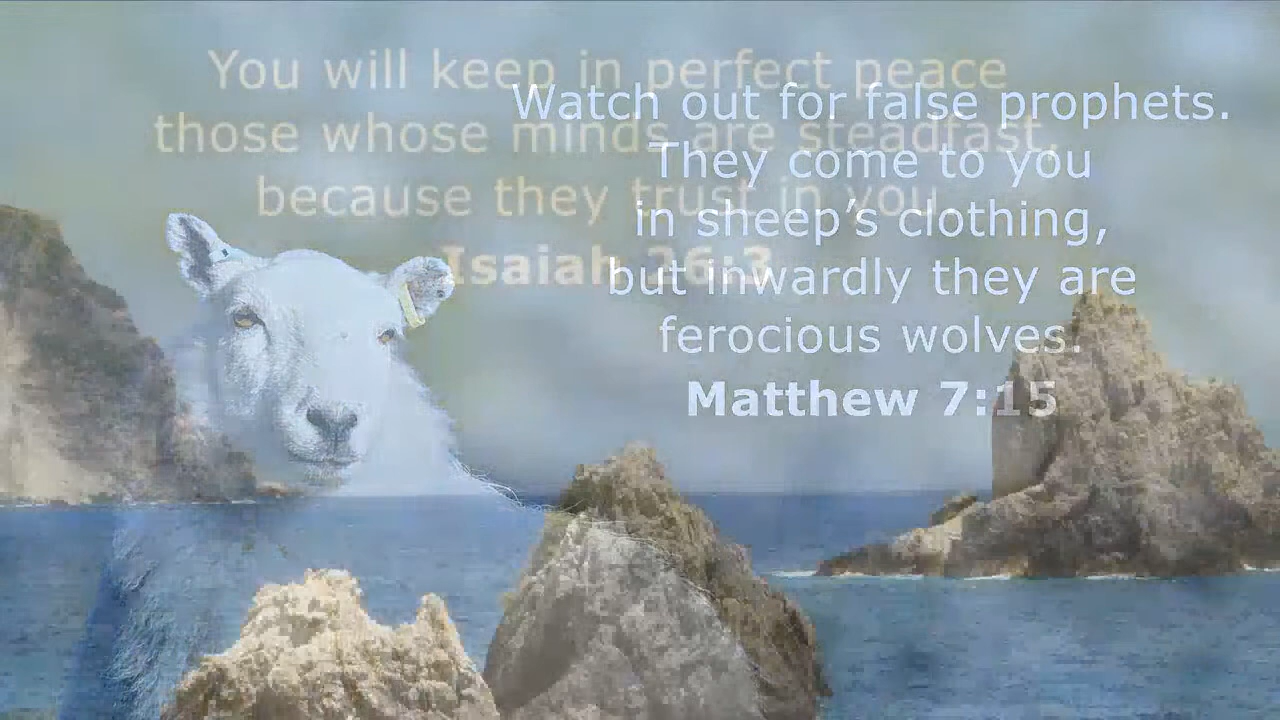 You will keep in perfect peace
those whose minds are steadfast,
because they trust in you.
Isaiah 26:3
Watch out for false prophets.
They come to you
in sheep’s clothing,
but inwardly they are
ferocious wolves.
Matthew 7:15